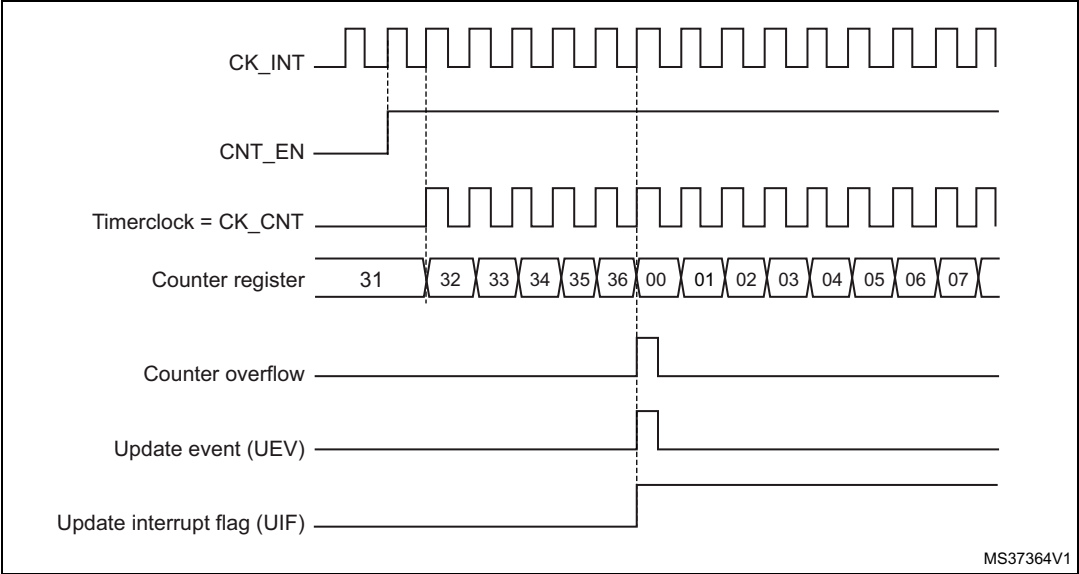 CK_INT
CNT_EN
Timerclock = CK_CNT
Counter register 31 32 33 34 35 36 00 01 02 03 04 05 06 07
Counter overflow
Update event (UEV)
Update interrupt flag (UIF)
MS37364V1